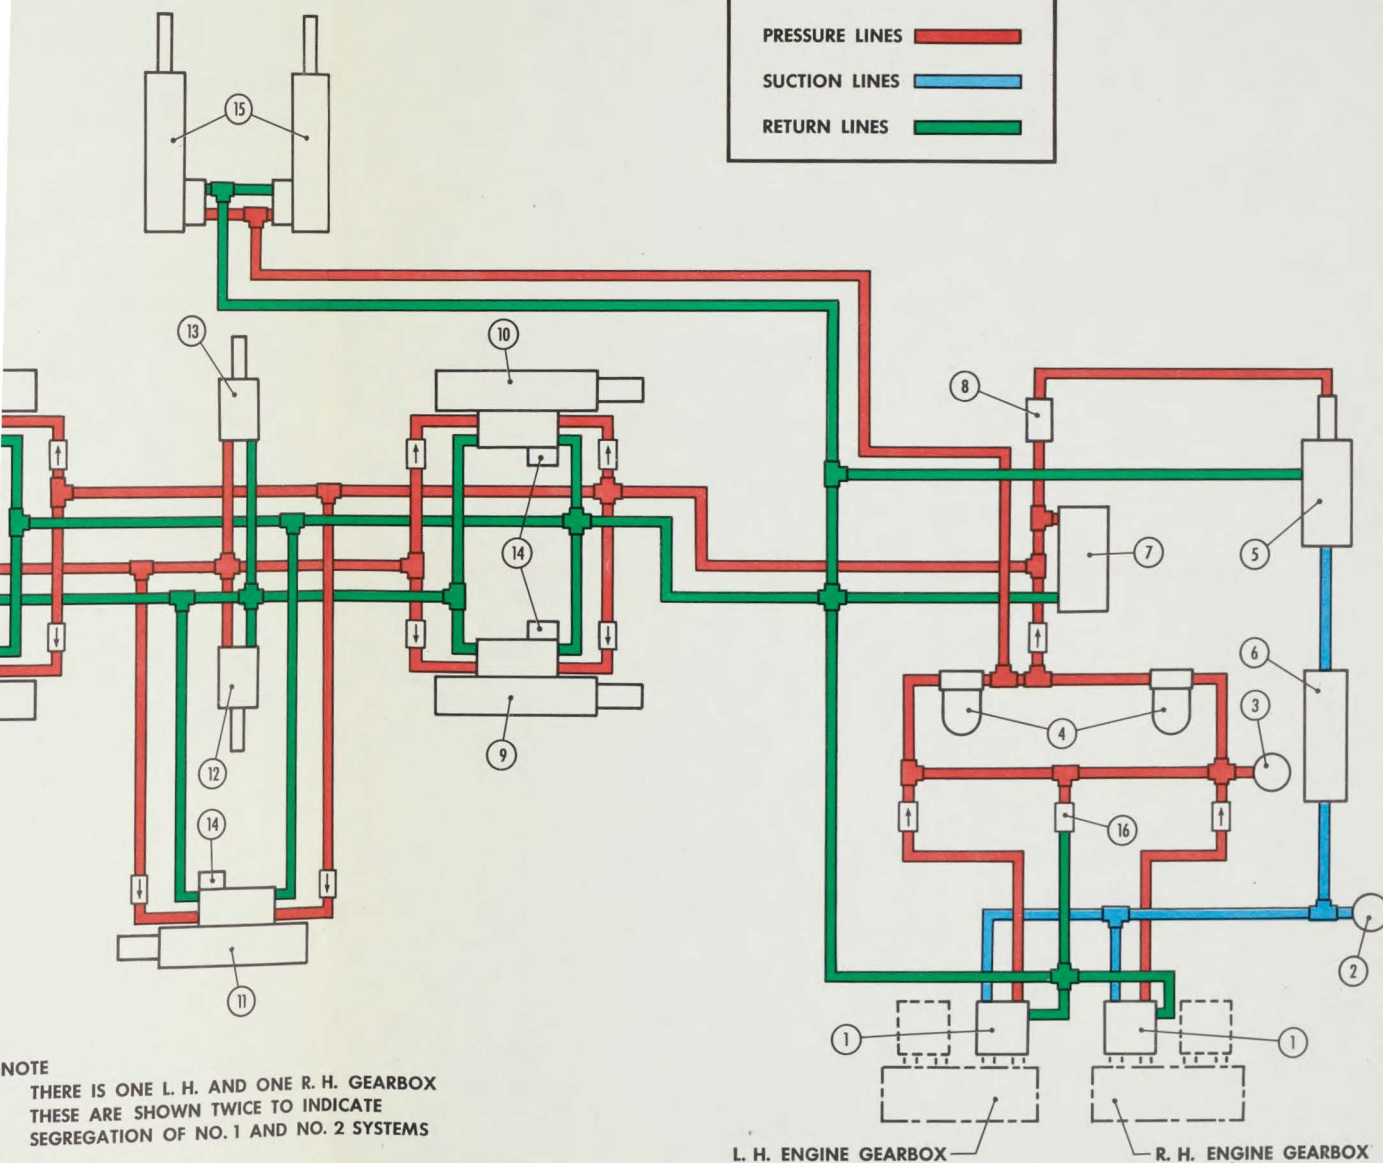 PRESSURE LINES
SUCTION LINES
RETURN LINES
15
13
10
8
14
7
5
6
3
4
9
12
14
16
11
2
1
1
NOTE
THERE IS ONE L. H. AND ONE R. H. GEARBOX
THESE ARE SHOWN TWICE TO INDICATE
SEGREGATION OF NO. 1 AND NO. 2 SYSTEMS
L. H. ENGINE GEARBOX
R. H. ENGINE GEARBOX